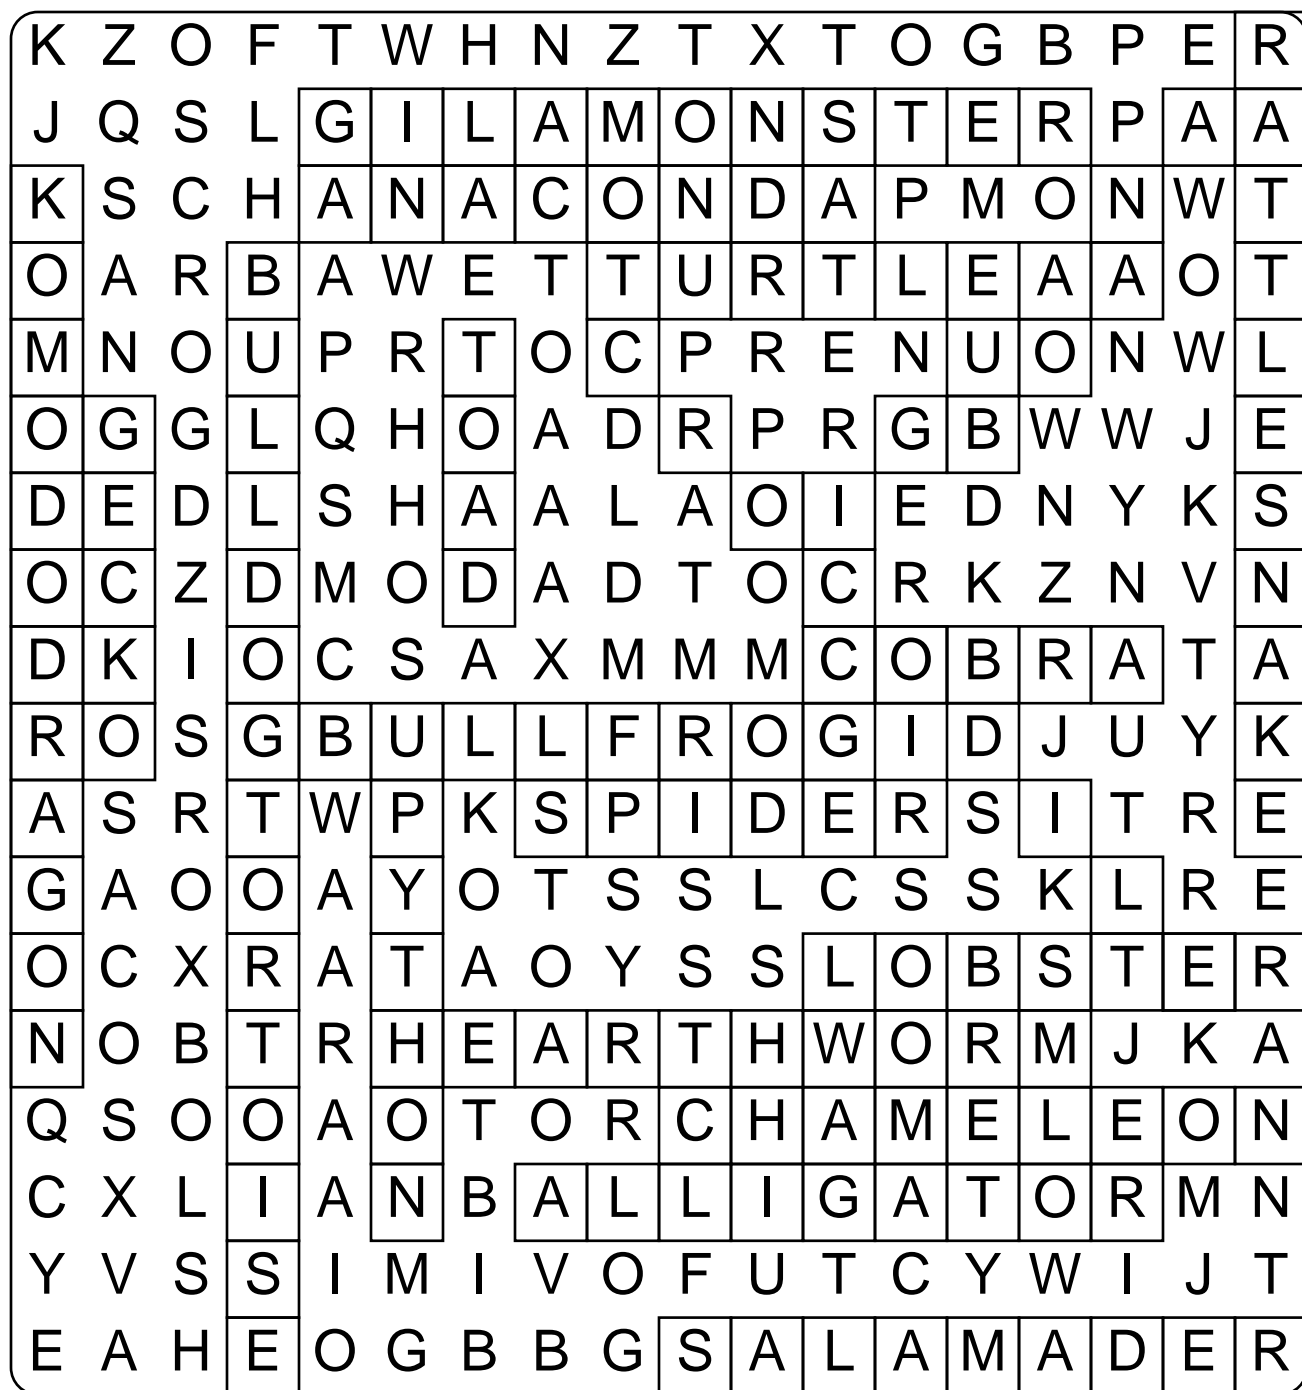 K Z O F T W H N Z T X T O G B P E R
J Q S L G I L A M O N S T E R P A A
K S C H A N A C O N D A P M O N W T
O A R B A W E T T U R T L E A A O T
M N O U P R T O C P R E N U O N W L
O G G L Q H O A D R P R G B W W J E
D E D L S H A A L A O I E D N Y K S
O C Z D M O D A D T O C R K Z N V N
D K I O C S A X M M M C O B R A T A
R O S G B U L L F R O G I D J U Y K
A S R T W P K S P I D E R S I T R E
G A O O A Y O T S S L C S S K L R E
O C X R A T A O Y S S L O B S T E R
N O B T R H E A R T H W O R M J K A
Q S O O A O T O R C H A M E L E O N
C X L I A N B A L L I G A T O R M N
Y V S S I M I V O F U T C Y W I J T
E A H E O G B B G S A L A M A D E R